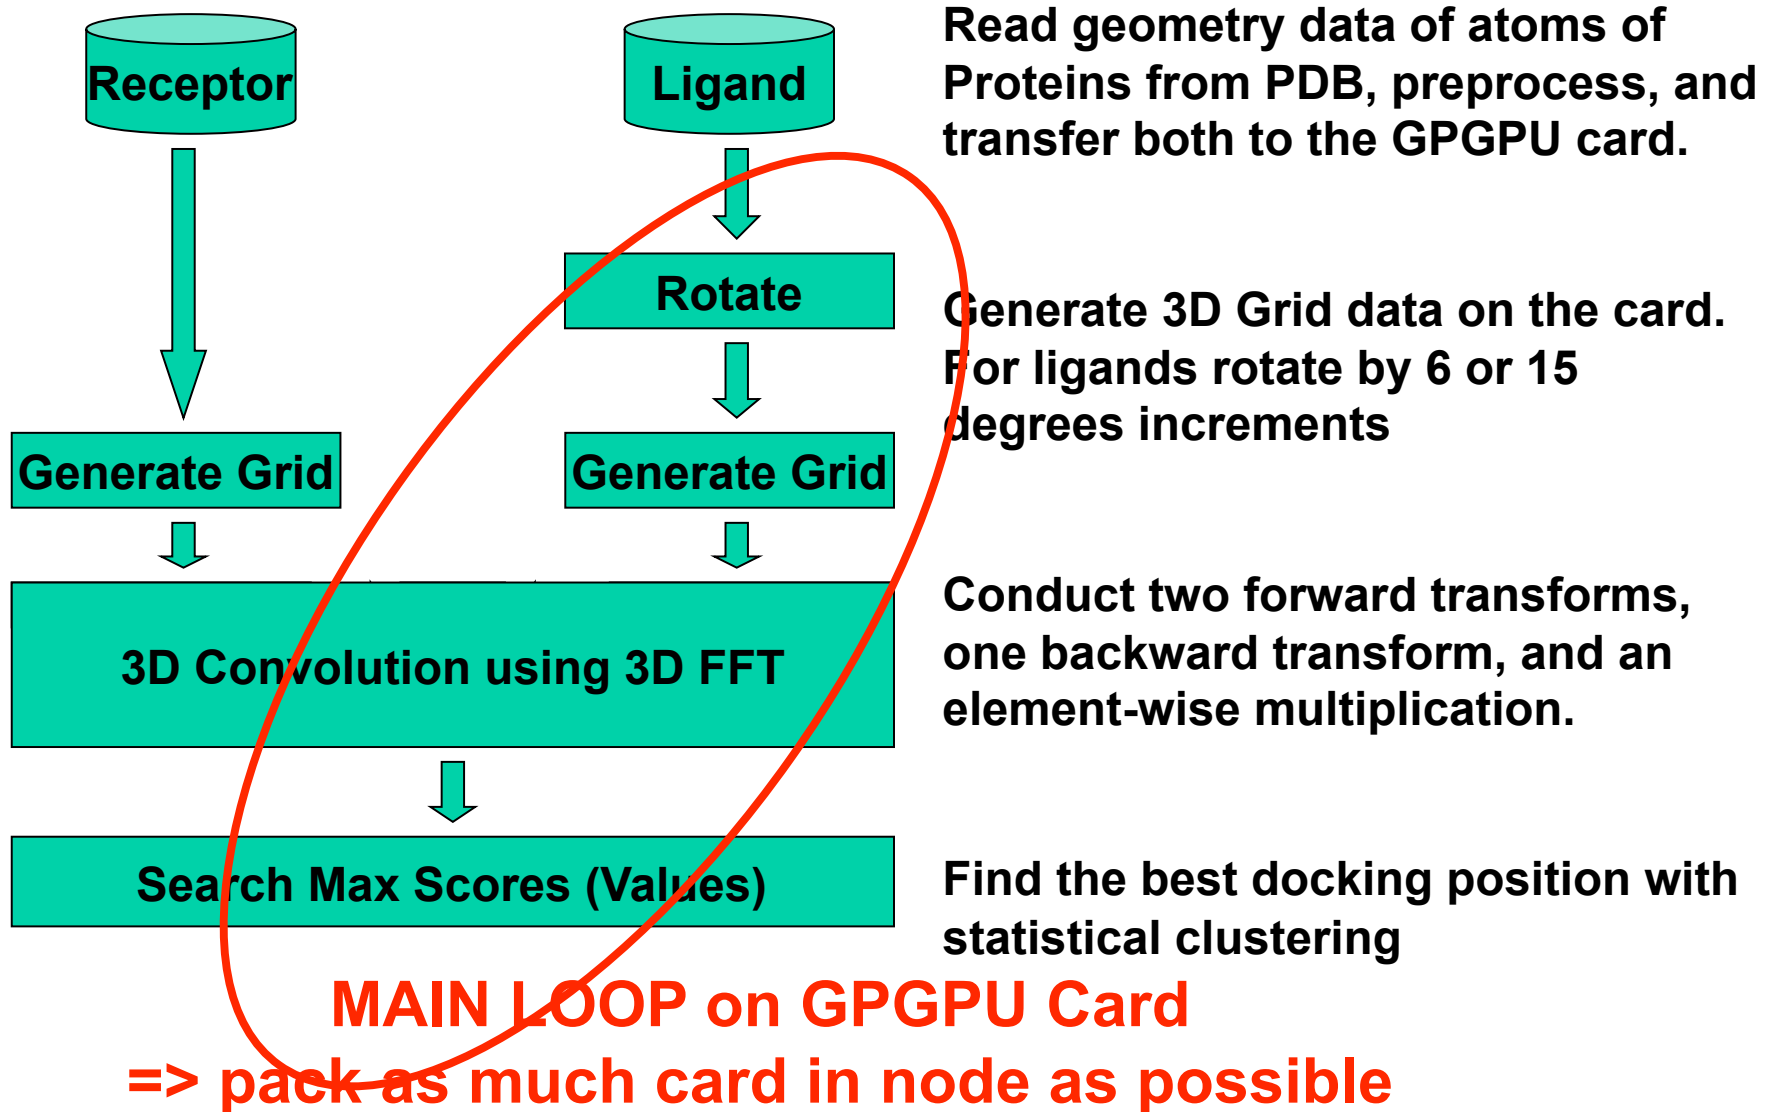 Receptor
Ligand
Read geometry data of atoms of
Proteins from PDB, preprocess, and
transfer both to the GPGPU card.
Rotate
Generate 3D Grid data on the card.
For ligands rotate by 6 or 15
degrees increments
Generate Grid
Generate Grid
3D Convolution using 3D FFT
Conduct two forward transforms,
one backward transform, and an
element-wise multiplication.
Search Max Scores (Values)
Find the best docking position with
statistical clustering
MAIN LOOP on GPGPU Card
=> pack as much card in node as possible